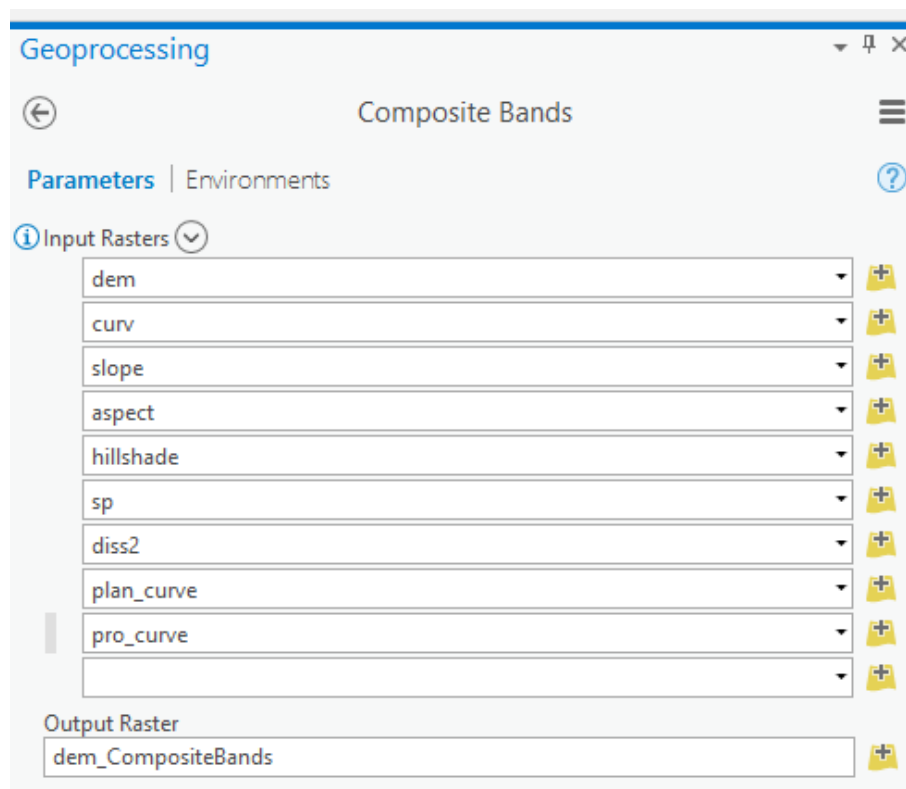 Geoprocessing
Composite Bands
Parameters | Environments
Input Rasters
dem
curv
slope
aspect
hillshade
sp
diss2
plan_curve
pro_curve
Output Raster
dem_CompositeBands